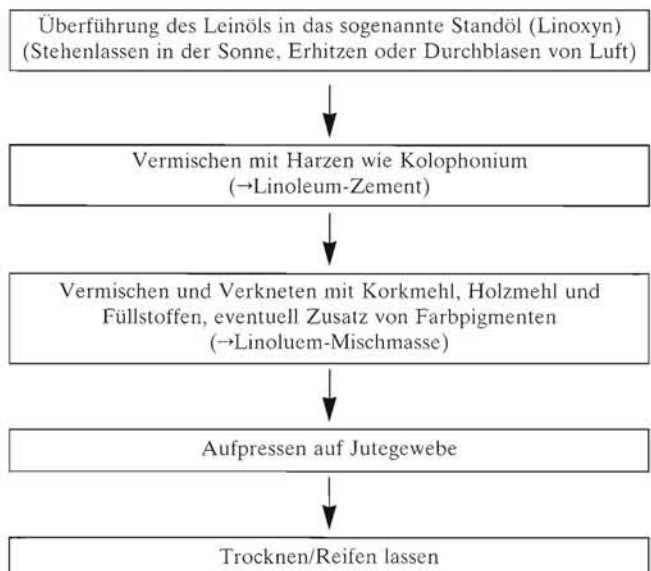 Überführung des Leinöls in das sogenannte Standöl (Linoxyn)
(Stehenlassen in der Sonne, Erhitzen oder Durchblasen von Luft)
Vermischen mit Harzen wie Kolophonium
(→Linoleum-Zement)
Vermischen und Verkneten mit Korkmehl, Holzmehl und
Füllstoffen, eventuell Zusatz von Farbpigmenten
(→Linoluem-Mischmasse)
Aufpressen auf Jutegewebe
Trocknen/Reifen lassen